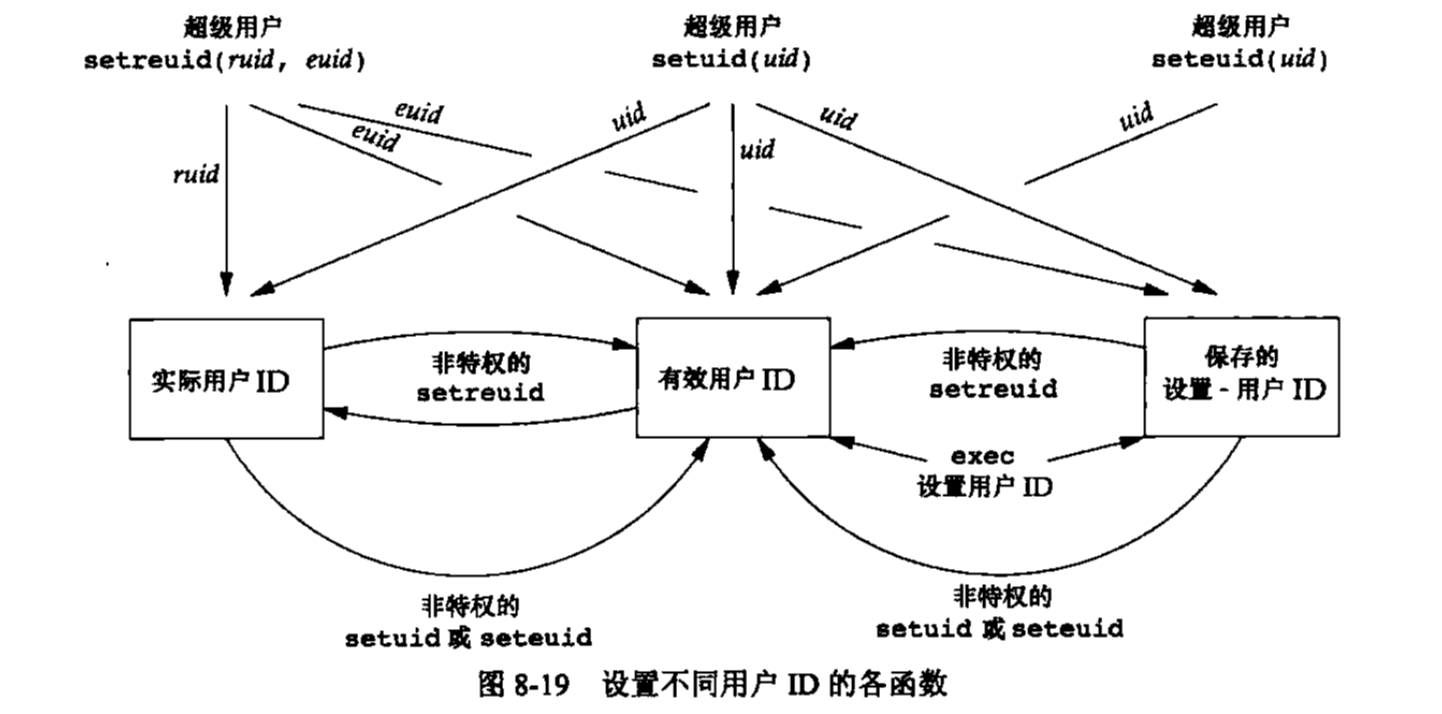 超级用户
setreuid(ruid, euid)
超级用户
setuid(uid)
超级用户
seteuid(uid)
ruid
euid
euid
uid
uid
uid
uid
实际用户 ID
非特权的
setreuid
有效用户 ID
非特权的
setreuid
保存的
设置-用户 ID
exec
设置用户 ID
非特权的
setuid 或 seteuid
非特权的
setuid 或 seteuid
图 8-19 设置不同用户 ID 的各函数